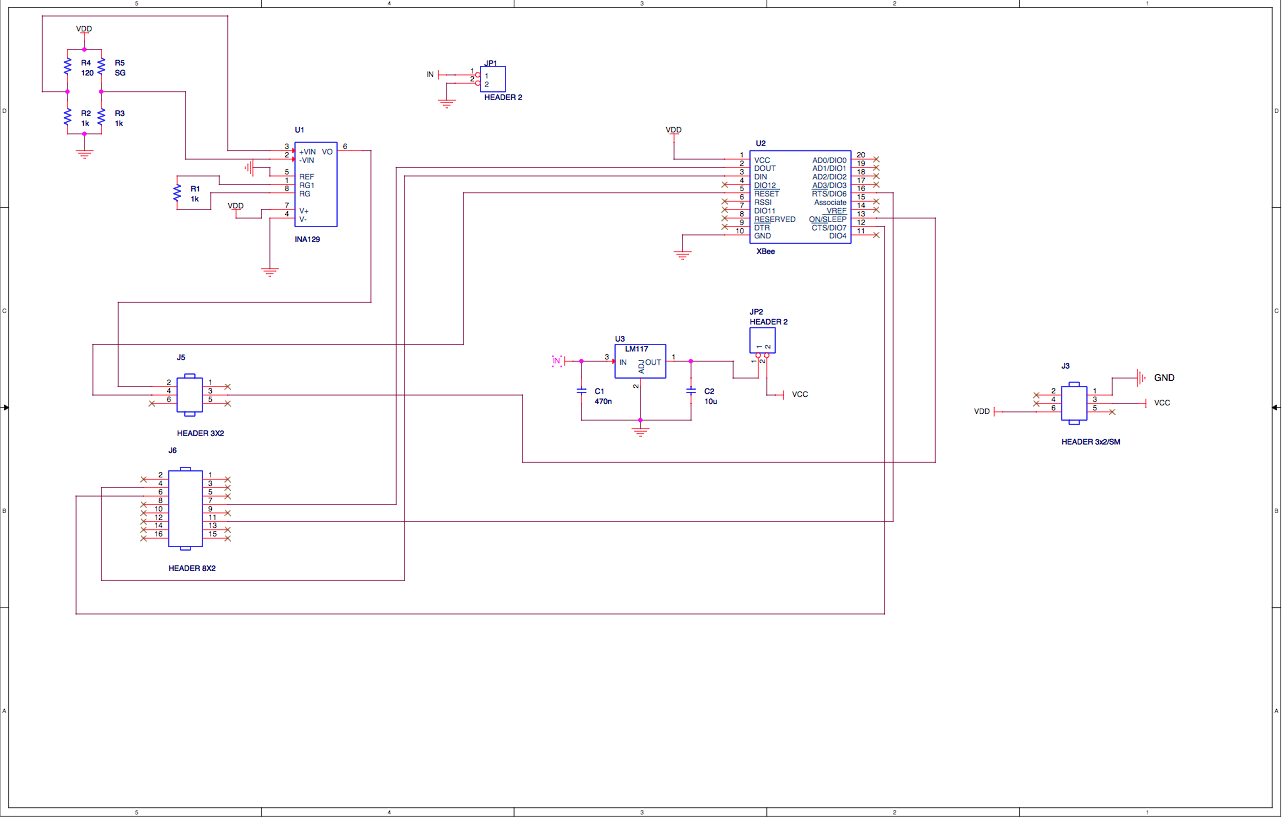 5 4 3 2 1
D
C
B
A
D
C
B
A
VDD
R4
120
R5
SG
R2
1k
R3
1k
R1
1k
VDD
U1
3 +VIN VO 6
2 -VIN
5 REF
1 RG1
8 RG
7 V+
4 V-
INA129
IN
JP1
1 1
2 2
HEADER 2
VDD
U2
1 VCC AD0/DIO0 20
2 DOUT AD1/DIO1 19
3 DIN AD2/DIO2 18
4 DIO12 AD3/DIO3 17
5 RESET RTS/DIO6 16
6 RSSI Associate 15
7 DIO11 VREF 14
8 RESERVED ON/SLEEP 13
9 DTR CTS/DIO7 12
10 GND DIO4 11
XBee
JP2
HEADER 2
1 2
1 2
VCC
U3
LM117
IN
3 IN OUT 1
ADJ
2
C1
470n
C2
10u
J5
2 1
4 3
6 5
HEADER 3X2
J6
2 1
4 3
6 5
8 7
10 9
12 11
14 13
16 15
HEADER 8X2
J3
GND
VCC
VDD
2 1
4 3
6 5
HEADER 3x2/SM
5 4 3 2 1